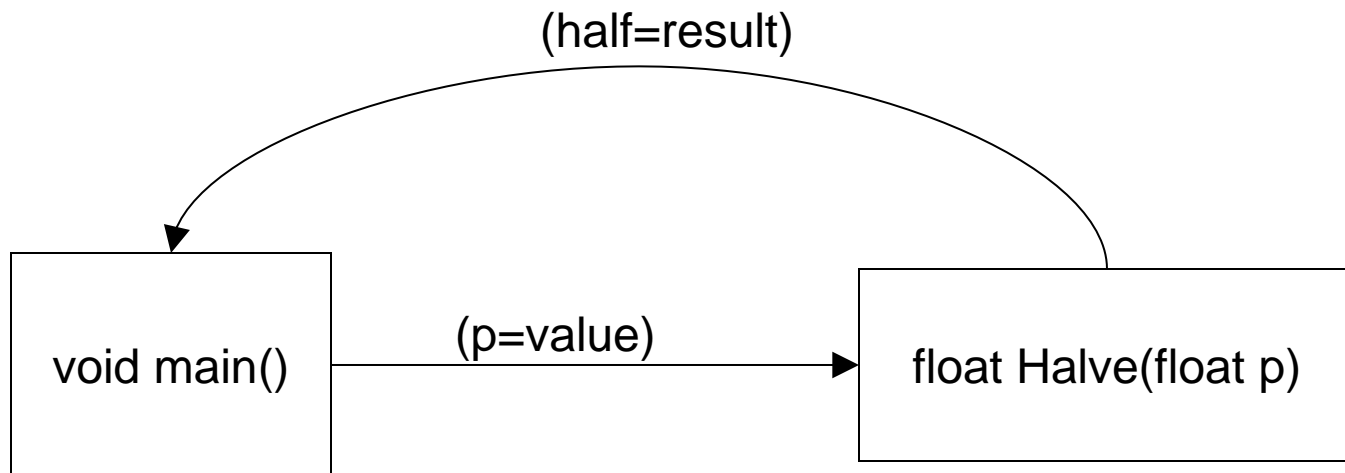 (half=result)
(p=value)
void main()
float Halve(float p)